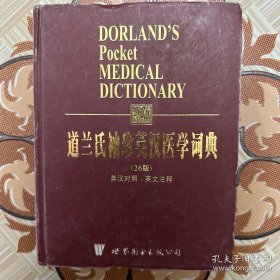 DORLAND'S
Pocket
MEDICAL
DICTIONARY
道兰氏袖珍英汉医学词典
(26版)
英汉对照·英文注释
世界图书出版公司
孔夫子旧书网